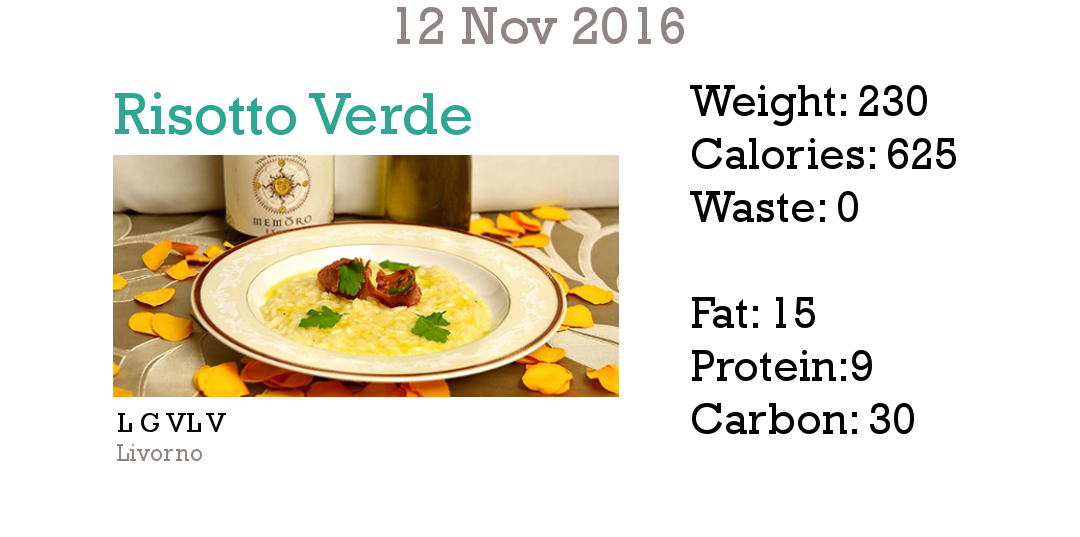 12 Nov 2016
Risotto Verde
MEMÖRO
L G VL V
Livorno
Weight: 230
Calories: 625
Waste: 0
Fat: 15
Protein:9
Carbon: 30